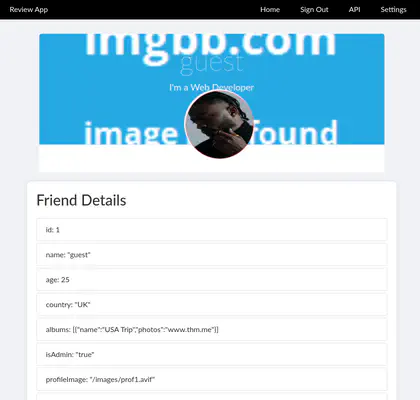 Review App Home Sign Out API Settings
imgbb.com
guest
I'm a Web Developer
image found
Friend Details
id: 1
name: "guest"
age: 25
country: "UK"
albums: [{"name":"USA Trip","photos":"www.thm.me"}]
isAdmin: "true"
profileImage: "/images/prof1.avif"